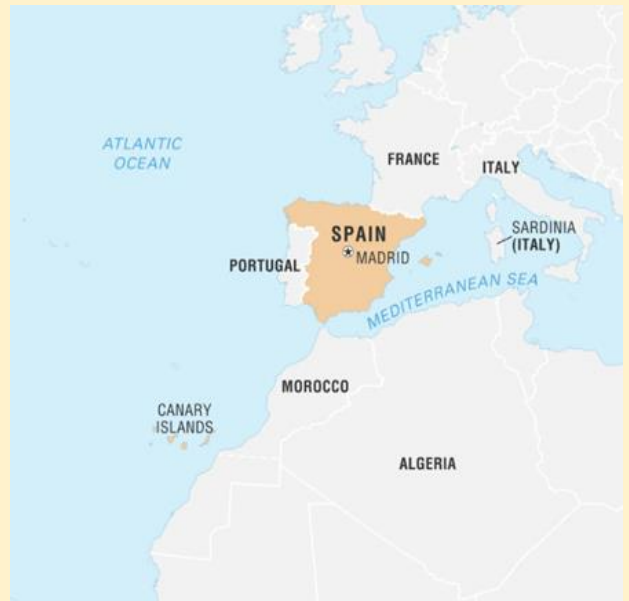 ATLANTIC
OCEAN
FRANCE
ITALY
SPAIN
SARDINIA
(ITALY)
MADRID
PORTUGAL
MEDITERRANEAN SEA
MOROCCO
CANARY
ISLANDS
ALGERIA